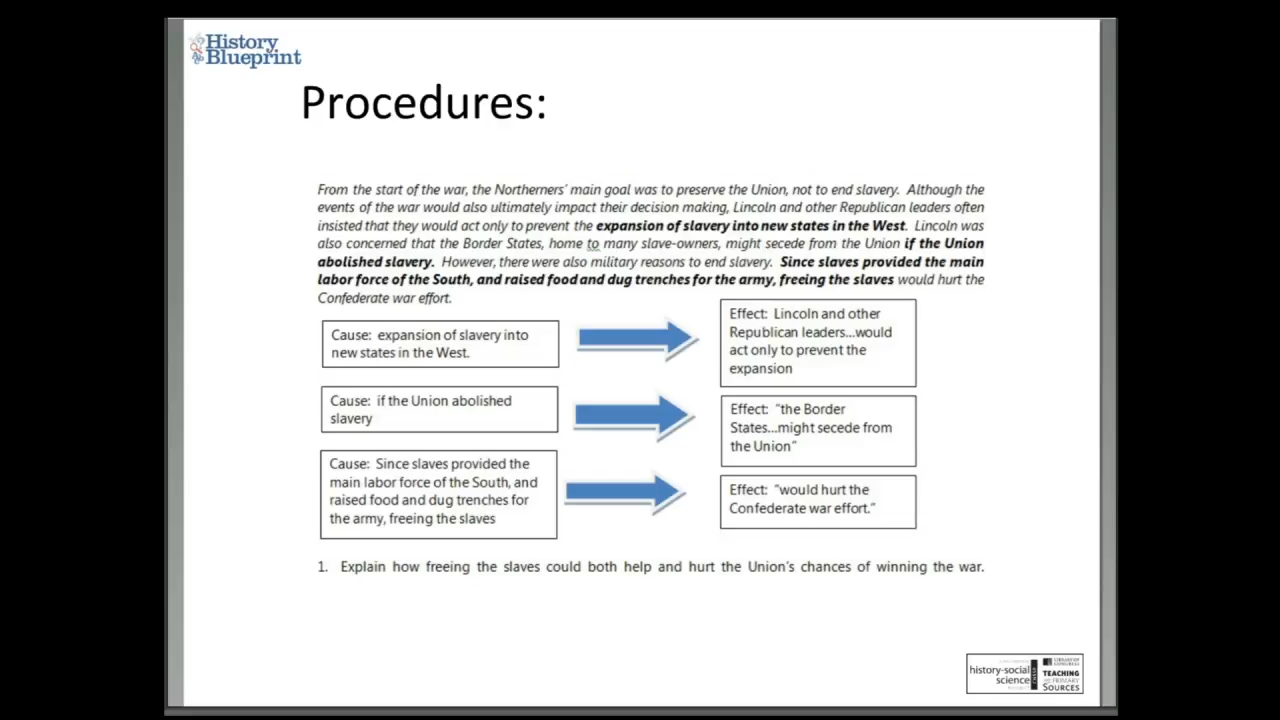 History
Blueprint
Procedures:
From the start of the war, the Northerners' main goal was to preserve the Union, not to end slavery. Although the
events of the war would also ultimately impact their decision making, Lincoln and other Republican leaders often
insisted that they would act only to prevent the expansion of slavery into new states in the West. Lincoln was
also concerned that the Border States, home to many slave-owners, might secede from the Union if the Union
abolished slavery. However, there were also military reasons to end slavery. Since slaves provided the main
labor force of the South, and raised food and dug trenches for the army, freeing the slaves would hurt the
Confederate war effort.
Cause: expansion of slavery into
new states in the West.
Effect: Lincoln and other
Republican leaders...would
act only to prevent the
expansion
Cause: if the Union abolished
slavery
Effect: "the Border
States...might secede from
the Union"
Cause: Since slaves provided the
main labor force of the South, and
raised food and dug trenches for
the army, freeing the slaves
Effect: "would hurt the
Confederate war effort."
1. Explain how freeing the slaves could both help and hurt the Union's chances of winning the war.
history-social
science
LIBRARY OF
CONGRESS
TEACHING
PRIMARY
SOURCES